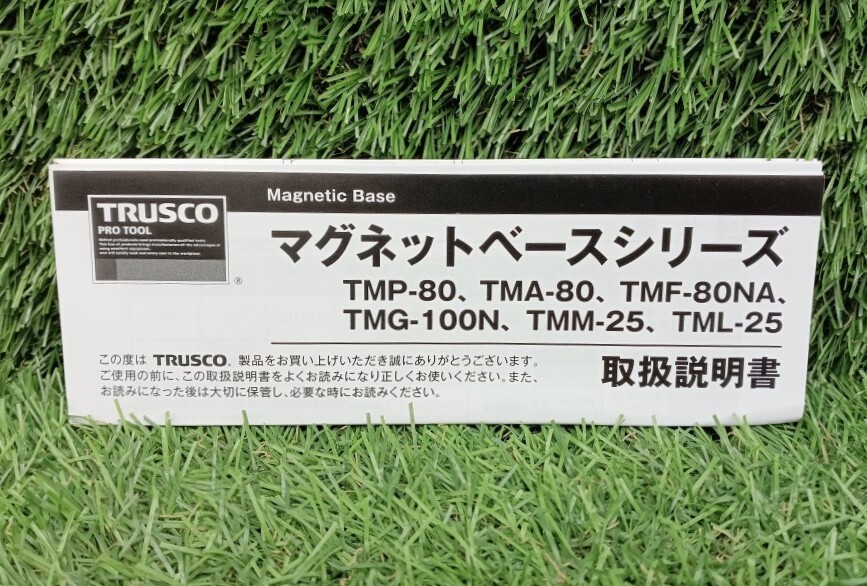 Magnetic Base
TRUSCO
PRO TOOL
®
マグネットベースシリーズ
TMP-80、TMA-80、TMF-80NA、
TMG-100N、TMM-25、TML-25
この度は TRUSCO、製品をお買い上げいただき誠にありがとうございます。
ご使用の前に、この取扱説明書をよくお読みになり正しくお使いください。また、
お読みになった後は大切に保管し、必要な時にお読みください。
取扱説明書